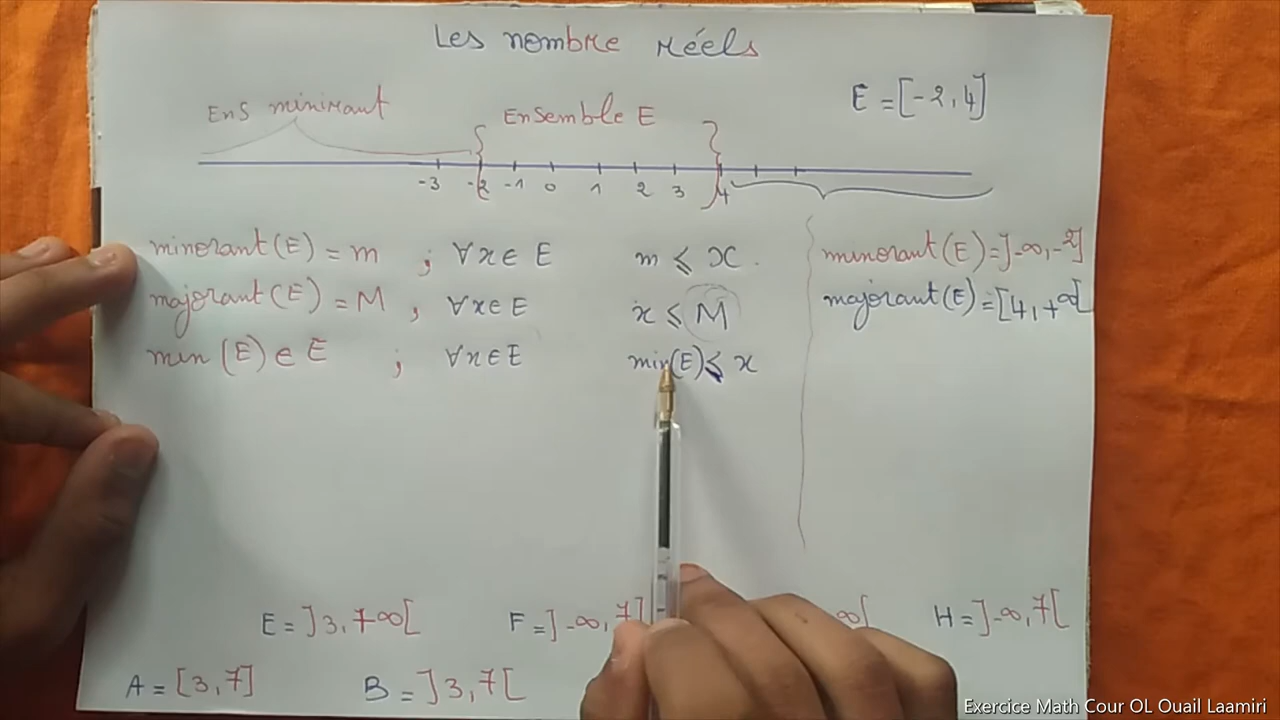 Les nombre réels
E = [-2, 4]
Ens minirant
Ensemble E
-3 -2 -1 0 1 2 3 4
minorant (E) = m ; ∀x ∈ E m ⩽ x
minorant (E) = ]-∞, -2]
majorant (E) = M , ∀x ∈ E x ⩽ M
majorant (E) = [4, +∞[
min (E) ∈ E ; ∀x ∈ E min(E) ⩽ x
E = ]3, +∞[ F = ]-∞, 7] ∞[ H = ]-∞, 7[
A = [3, 7] B = ]3, 7[
Exercice Math Cour OL Ouail Laamiri